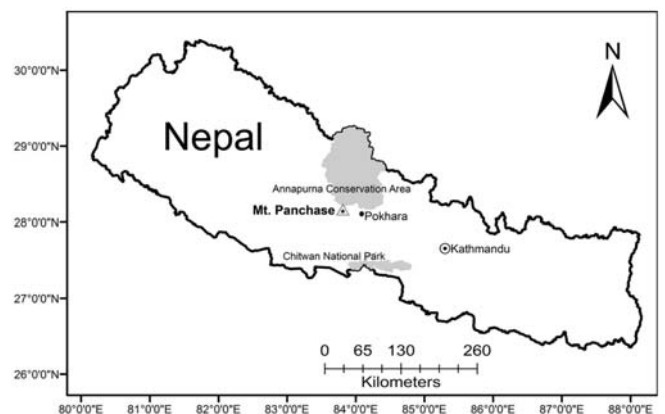 N
30°0'0"N
29°0'0"N
28°0'0"N
27°0'0"N
26°0'0"N
Nepal
Annapurna Conservation Area
Mt. Panchase
Pokhara
Kathmandu
Chitwan National Park
0 65 130 260
Kilometers
80°0'0"E 81°0'0"E 82°0'0"E 83°0'0"E 84°0'0"E 85°0'0"E 86°0'0"E 87°0'0"E 88°0'0"E